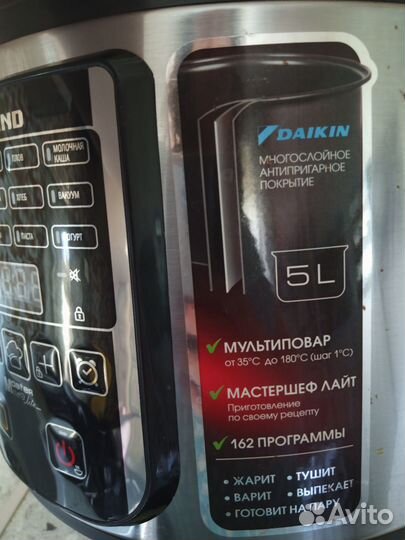 ПЛОВ
МОЛОЧНАЯ
КАША
ХЛЕБ
ВАКУУМ
ПАСТА
ЙОГУРТ
DAIKIN
МНОГОСЛОЙНОЕ
АНТИПРИГАРНОЕ
ПОКРЫТИЕ
5L
✓ МУЛЬТИПОВАР
от 35°С до 180°С (шаг 1°С)
✓ МАСТЕРШЕФ ЛАЙТ
Приготовление
по своему рецепту
✓ 162 ПРОГРАММЫ
• ЖАРИТ • ТУШИТ
• ВАРИТ • ВЫПЕКАЕТ
• ГОТОВИТ НА ПАРУ
Avito